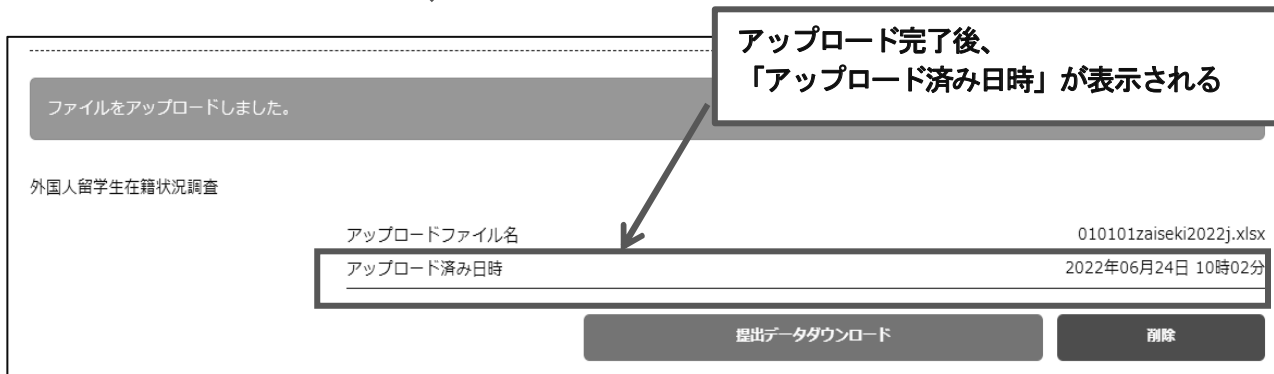 アップロード完了後、
「アップロード済み日時」が表示される
ファイルをアップロードしました。
外国人留学生在籍状況調査
アップロードファイル名 010101zaiseki2022j.xlsx
アップロード済み日時 2022年06月24日 10時02分
提出データダウンロード 削除